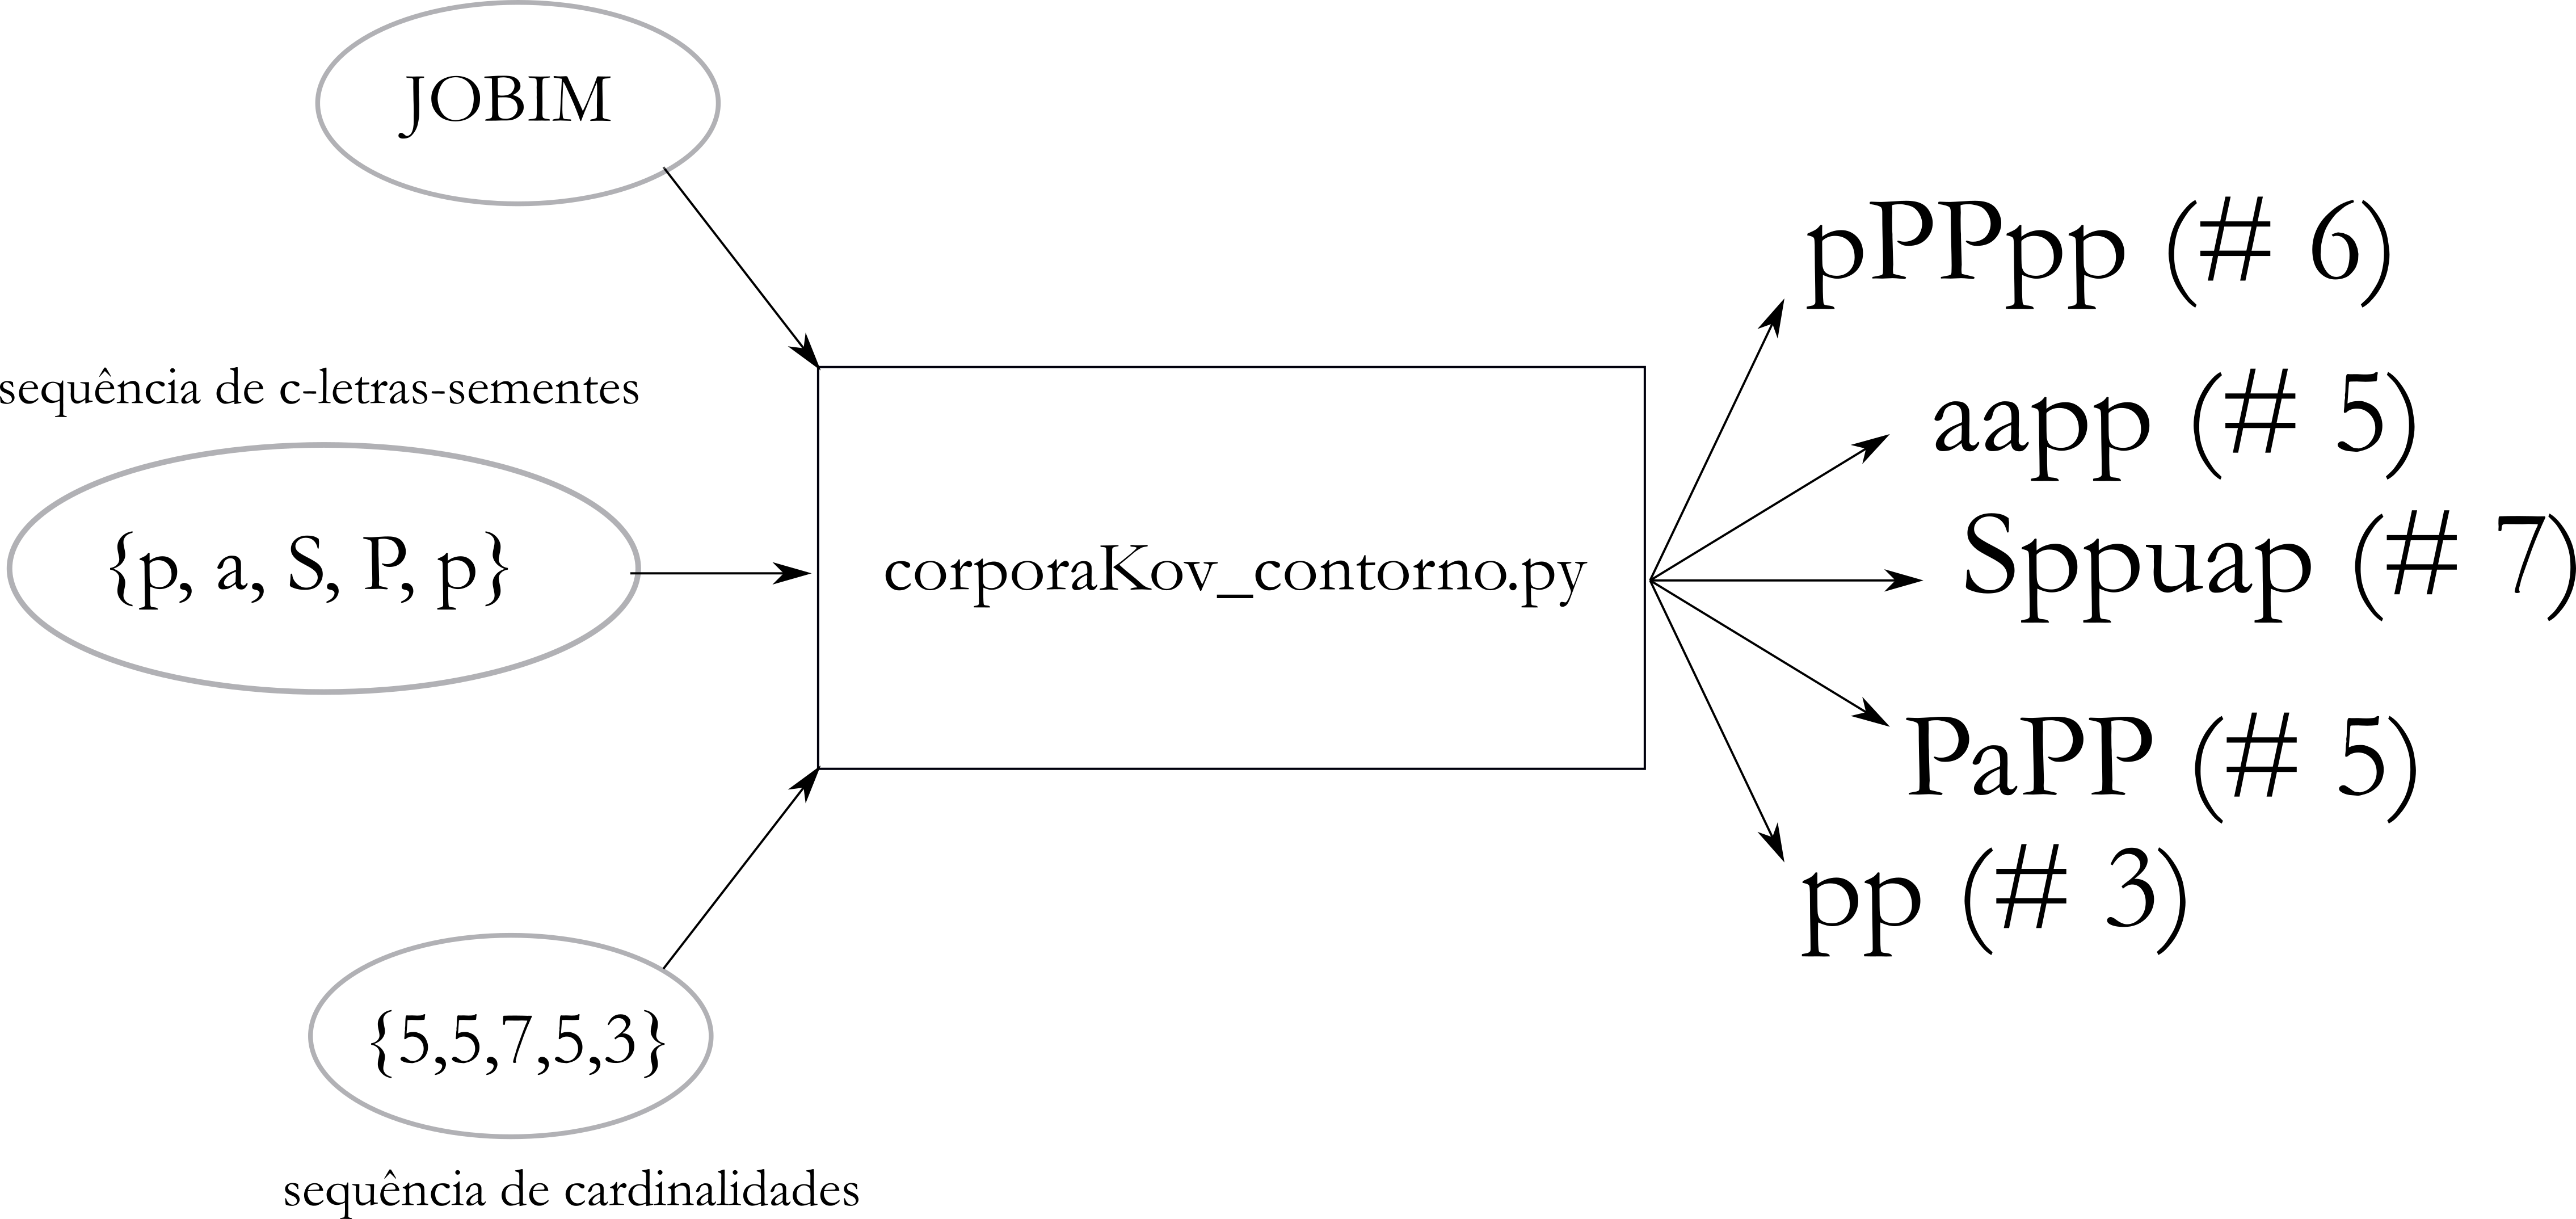 JOBIM
sequência de c-letras-sementes
{p, a, S, P, p}
{5,5,7,5,3}
sequência de cardinalidades
corporaKov_contorno.py
pPPpp (# 6)
aapp (# 5)
Sppuap (# 7)
PaPP (# 5)
pp (# 3)